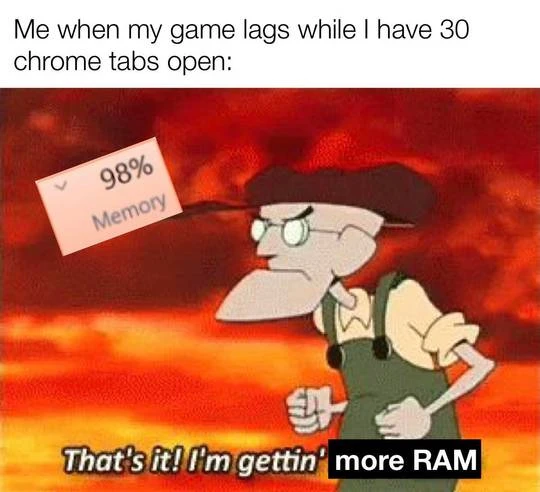 Me when my game lags while I have 30
chrome tabs open:
98%
Memory
That's it! I'm gettin' more RAM